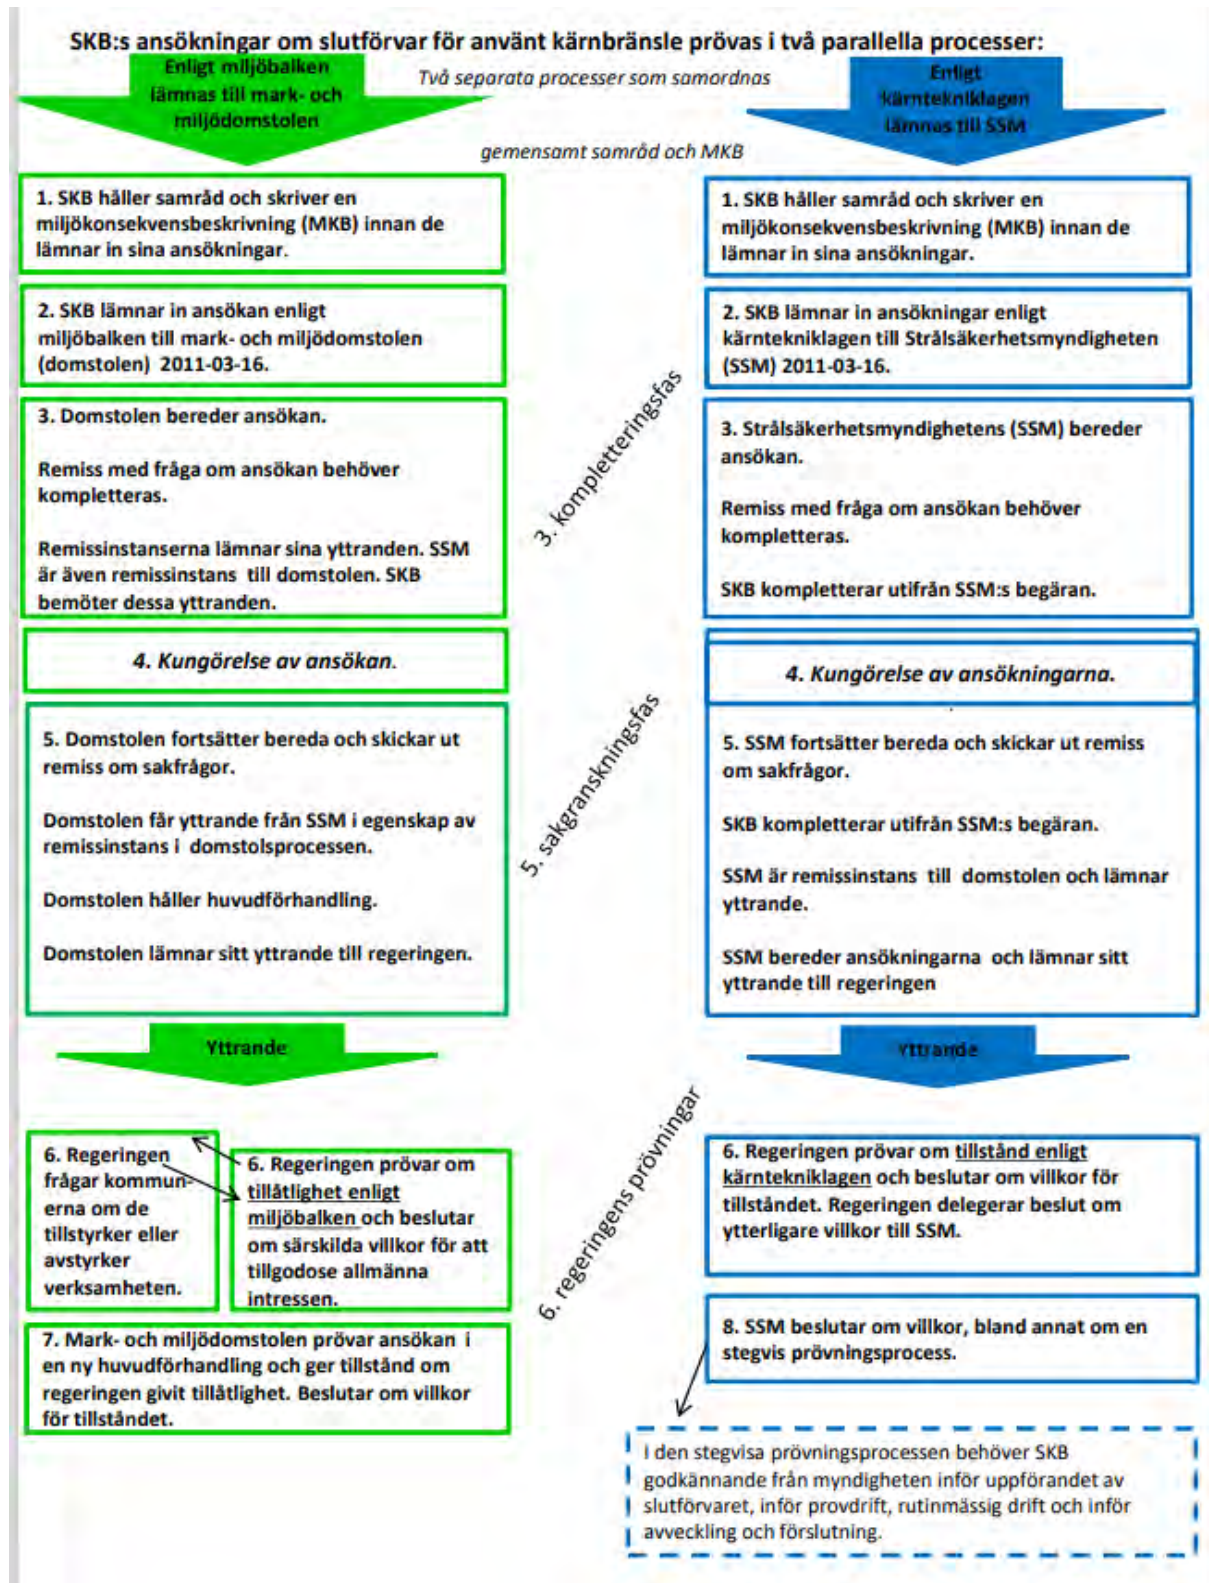 SKB:s ansökningar om slutförvar för använt kärnbränsle prövas i två parallella processer:
Enligt miljöbalken
lämnas till mark- och
miljödomstolen
Två separata processer som samordnas
Enligt
kärntekniklagen
lämnas till SSM
gemensamt samråd och MKB
1. SKB håller samråd och skriver en
miljökonsekvensbeskrivning (MKB) innan de
lämnar in sina ansökningar.
2. SKB lämnar in ansökan enligt
miljöbalken till mark- och miljödomstolen
(domstolen) 2011-03-16.
3. Domstolen bereder ansökan.
Remiss med fråga om ansökan behöver
kompletteras.
Remissinstanserna lämnar sina yttranden. SSM
är även remissinstans till domstolen. SKB
bemöter dessa yttranden.
4. Kungörelse av ansökan.
5. Domstolen fortsätter bereda och skickar ut
remiss om sakfrågor.
Domstolen får yttrande från SSM i egenskap av
remissinstans i domstolsprocessen.
Domstolen håller huvudförhandling.
Domstolen lämnar sitt yttrande till regeringen.
Yttrande
6. Regeringen
frågar kommun-
erna om de
tillstyrker eller
avstyrker
verksamheten.
6. Regeringen prövar om
tillåtlighet enligt
miljöbalken och beslutar
om särskilda villkor för att
tillgodose allmänna
intressen.
7. Mark- och miljödomstolen prövar ansökan i
en ny huvudförhandling och ger tillstånd om
regeringen givit tillåtlighet. Beslutar om villkor
för tillståndet.
3. kompletteringsfas
5. sakgranskningsfas
6. regeringens prövningar
1. SKB håller samråd och skriver en
miljökonsekvensbeskrivning (MKB) innan de
lämnar in sina ansökningar.
2. SKB lämnar in ansökningar enligt
kärntekniklagen till Strålsäkerhetsmyndigheten
(SSM) 2011-03-16.
3. Strålsäkerhetsmyndighetens (SSM) bereder
ansökan.
Remiss med fråga om ansökan behöver
kompletteras.
SKB kompletterar utifrån SSM:s begäran.
4. Kungörelse av ansökningarna.
5. SSM fortsätter bereda och skickar ut remiss
om sakfrågor.
SKB kompletterar utifrån SSM:s begäran.
SSM är remissinstans till domstolen och lämnar
yttrande.
SSM bereder ansökningarna och lämnar sitt
yttrande till regeringen
Yttrande
6. Regeringen prövar om tillstånd enligt
kärntekniklagen och beslutar om villkor för
tillståndet. Regeringen delegerar beslut om
ytterligare villkor till SSM.
8. SSM beslutar om villkor, bland annat om en
stegvis prövningsprocess.
I den stegvisa prövningsprocessen behöver SKB
godkännande från myndigheten inför uppförandet av
slutförvaret, inför provdrift, rutinmässig drift och inför
avveckling och förslutning.